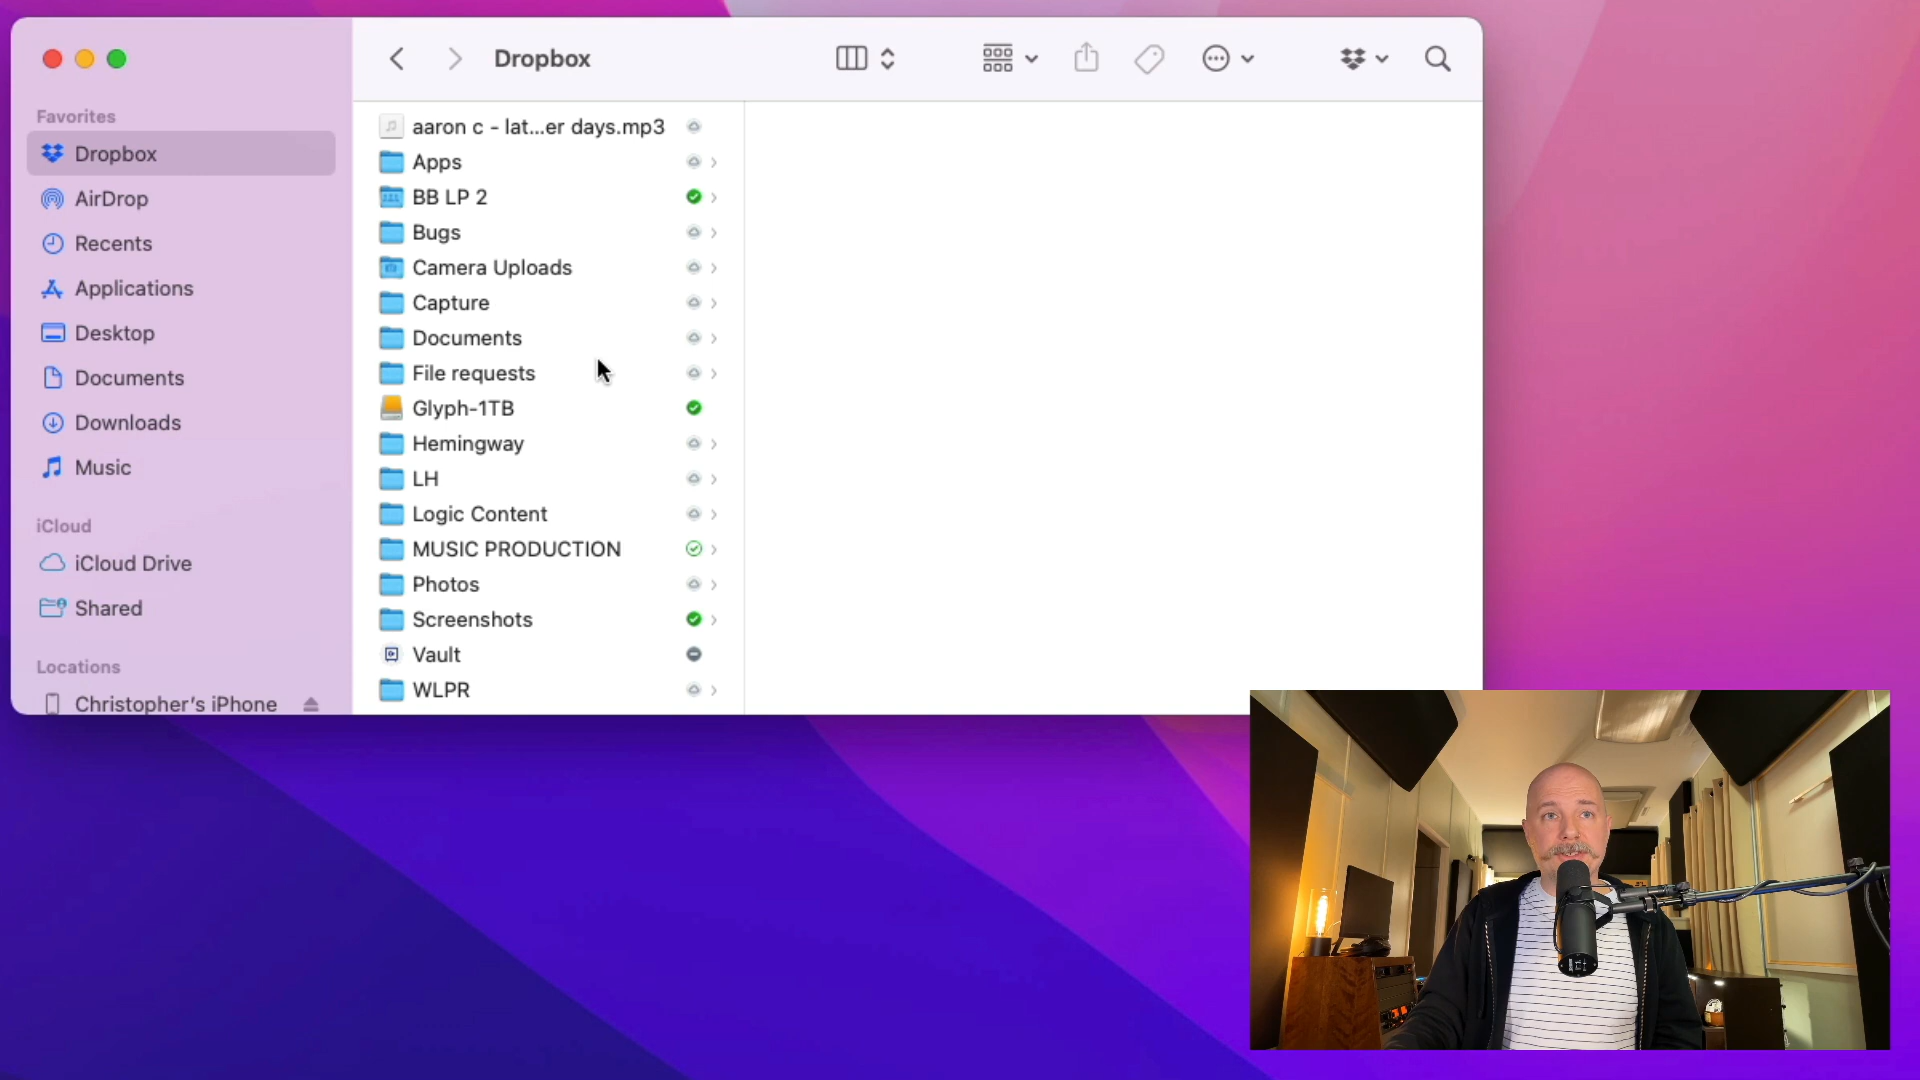 Dropbox
Favorites
Dropbox
AirDrop
Recents
Applications
Desktop
Documents
Downloads
Music
iCloud
iCloud Drive
Shared
Locations
Christopher's iPhone
aaron c - lat...er days.mp3
Apps
BB LP 2
Bugs
Camera Uploads
Capture
Documents
File requests
Glyph-1TB
Hemingway
LH
Logic Content
MUSIC PRODUCTION
Photos
Screenshots
Vault
WLPR